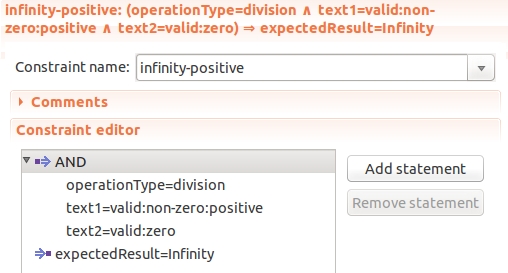 infinity-positive: (operationType=division ∧ text1=valid:non-
zero:positive ∧ text2=valid:zero) ⇒ expectedResult=Infinity
Constraint name: infinity-positive
Comments
Constraint editor
AND
operationType=division
text1=valid:non-zero:positive
text2=valid:zero
expectedResult=Infinity
Add statement
Remove statement